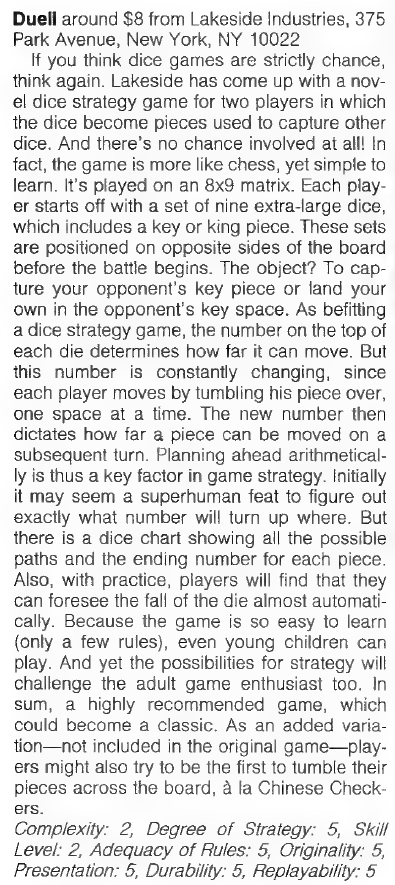 Duell around $8 from Lakeside Industries, 375
Park Avenue, New York, NY 10022
If you think dice games are strictly chance,
think again. Lakeside has come up with a nov-
el dice strategy game for two players in which
the dice become pieces used to capture other
dice. And there's no chance involved at all! In
fact, the game is more like chess, yet simple to
learn. It's played on an 8x9 matrix. Each play-
er starts off with a set of nine extra-large dice,
which includes a key or king piece. These sets
are positioned on opposite sides of the board
before the battle begins. The object? To cap-
ture your opponent's key piece or land your
own in the opponent's key space. As befitting
a dice strategy game, the number on the top of
each die determines how far it can move. But
this number is constantly changing, since
each player moves by tumbling his piece over,
one space at a time. The new number then
dictates how far a piece can be moved on a
subsequent turn. Planning ahead arithmetical-
ly is thus a key factor in game strategy. Initially
it may seem a superhuman feat to figure out
exactly what number will turn up where. But
there is a dice chart showing all the possible
paths and the ending number for each piece.
Also, with practice, players will find that they
can foresee the fall of the die almost automati-
cally. Because the game is so easy to learn
(only a few rules), even young children can
play. And yet the possibilities for strategy will
challenge the adult game enthusiast too. In
sum, a highly recommended game, which
could become a classic. As an added varia-
tion—not included in the original game—play-
ers might also try to be the first to tumble their
pieces across the board, à la Chinese Check-
ers.
Complexity: 2, Degree of Strategy: 5, Skill
Level: 2, Adequacy of Rules: 5, Originality: 5,
Presentation: 5, Durability: 5, Replayability: 5